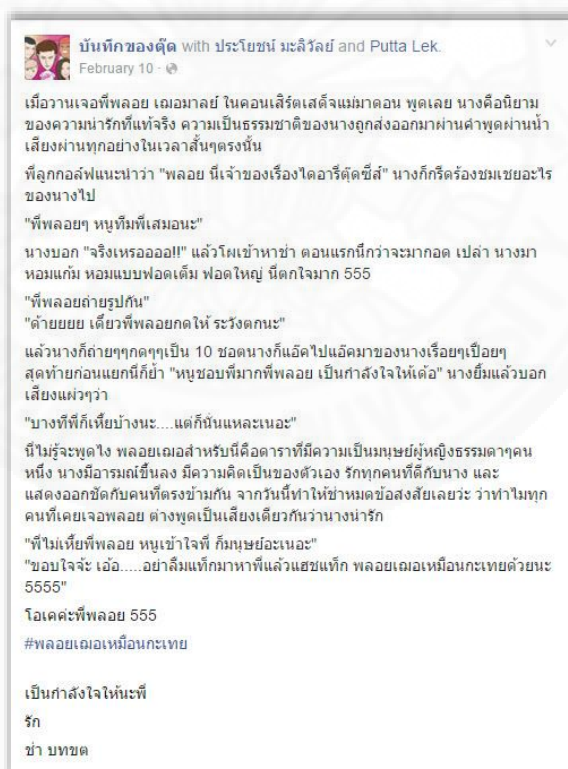 บันทึกของตุ๊ด with ประโยชน์ มะลิวัลย์ and Putta Lek.
February 10
เมื่อวานเจอพี่พลอย เฌอมาลย์ ในคอนเสิร์ตเสด็จแม่มาดอน พูดเลย นางคือนิยาม
ของความน่ารักที่แท้จริง ความเป็นธรรมชาติของนางถูกส่งออกมาผ่านคำพูดผ่านน้ำ
เสียงผ่านทุกอย่างในเวลาสั้นๆตรงนั้น
พี่ลูกกอล์ฟแนะนำว่า "พลอย นี่เจ้าของเรื่องไดอารี่ตุ๊ดซี่ส์" นางก็กรีดร้องชมเชยอะไร
ของนางไป
"พี่พลอยๆ หนูทีมพี่เสมอนะ"
นางบอก "จริงเหรอออออ!!" แล้วโผเข้าหาช่า ตอนแรกนึกว่าจะมากอด เปล่า นางมา
หอมแก้ม หอมแบบฟอดเต็ม ฟอดใหญ่ นี่ตกใจมาก 555
"พี่พลอยถ่ายรูปกัน"
"ด้ายยยย เดี๋ยวพี่พลอยกดให้ ระวังตกนะ"
แล้วนางก็ถ่ายๆๆกดๆๆเป็น 10 ชอตนางก็แอ๊คไปแอ๊คมาของนางเรื่อยๆเปื่อยๆ
สุดท้ายก่อนแยกนี่ก็ย้ำ "หนูชอบพี่มากพี่พลอย เป็นกำลังใจให้เด้อ" นางยิ้มแล้วบอก
เสียงแผ่วๆว่า
"บางทีพี่ก็เหี้ยบ้างนะ....แต่ก็นั่นแหละเนอะ"
นี่ไม่รู้จะพูดไง พลอยเฌอสำหรับนี่คือดาราที่มีความเป็นมนุษย์ผู้หญิงธรรมดาๆคน
หนึ่ง นางมีอารมณ์ขึ้นลง มีความคิดเป็นของตัวเอง รักทุกคนที่ดีกับนาง และ
แสดงออกชัดกับคนที่ตรงข้ามกัน จากวันนี้ทำให้ช่าหมดข้อสงสัยเลยว่ะ ว่าทำไมทุก
คนที่เคยเจอพลอย ต่างพูดเป็นเสียงเดียวกันว่านางน่ารัก
"พี่ไม่เหี้ยพี่พลอย หนูเข้าใจพี่ ก็มนุษย์อะเนอะ"
"ขอบใจจ้ะ เอ้อ.....อย่าลืมแท็กมาหาพี่แล้วแฮชแท็ก พลอยเฌอเหมือนกะเทยด้วยนะ
5555"
โอเคค่ะพี่พลอย 555
#พลอยเฌอเหมือนกะเทย
เป็นกำลังใจให้นะพี่
รัก
ช่า บทขต